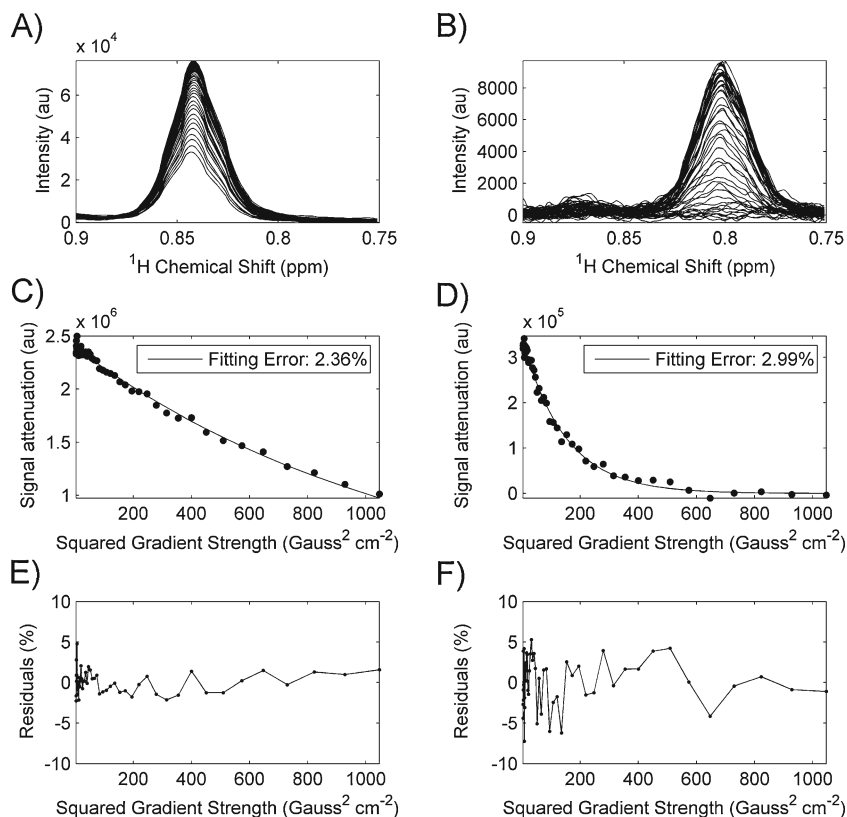 A)
x 10⁴
6
4
2
0
0.9 0.85 0.8 0.75
Intensity (au)
¹H Chemical Shift (ppm)
B)
8000
6000
4000
2000
0
0.9 0.85 0.8 0.75
Intensity (au)
¹H Chemical Shift (ppm)
C)
x 10⁶
2.5
2
1.5
1
200 400 600 800 1000
Signal attenuation (au)
Fitting Error: 2.36%
Squared Gradient Strength (Gauss² cm⁻²)
D)
x 10⁵
3
2
1
0
200 400 600 800 1000
Signal attenuation (au)
Fitting Error: 2.99%
Squared Gradient Strength (Gauss² cm⁻²)
E)
10
5
0
-5
-10
200 400 600 800 1000
Residuals (%)
Squared Gradient Strength (Gauss² cm⁻²)
F)
10
5
0
-5
-10
200 400 600 800 1000
Residuals (%)
Squared Gradient Strength (Gauss² cm⁻²)